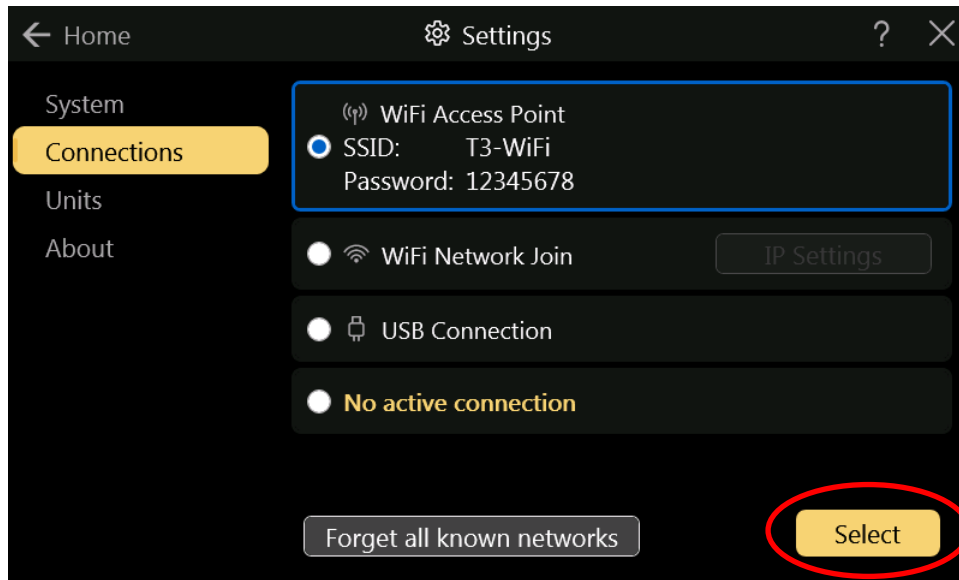 Home
Settings
?
System
Connections
Units
About
WiFi Access Point
SSID: T3-WiFi
Password: 12345678
WiFi Network Join
IP Settings
USB Connection
No active connection
Forget all known networks
Select